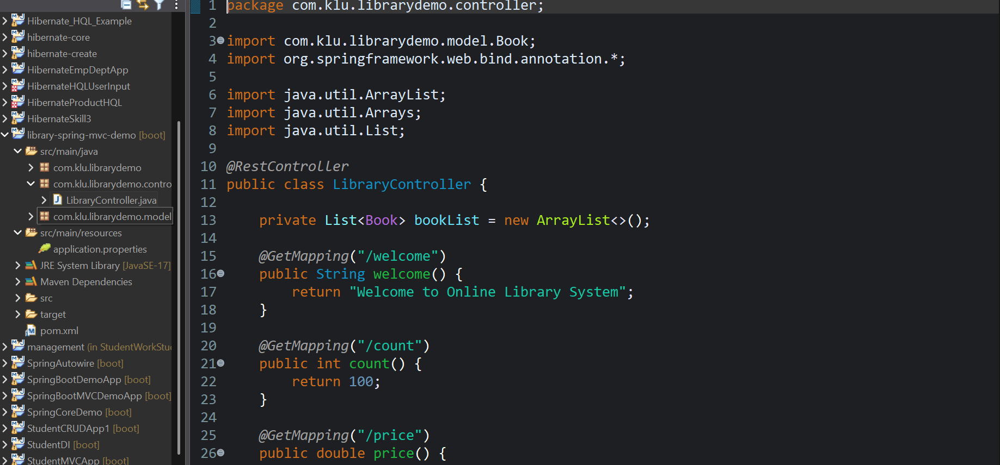 Hibernate_HQL_Example
hibernate-core
hibernate-create
HibernateEmpDeptApp
HibernateHQLUserInput
HibernateProductHQL
HibernateSkill3
library-spring-mvc-demo [boot]
src/main/java
com.klu.librarydemo
com.klu.librarydemo.contro
LibraryController.java
com.klu.librarydemo.model
src/main/resources
application.properties
JRE System Library [JavaSE-17]
Maven Dependencies
src
target
pom.xml
management (in StudentWorkStu
SpringAutowire [boot]
SpringBootDemoApp [boot]
SpringBootMVCDemoApp [boot]
SpringCoreDemo [boot]
StudentCRUDApp1 [boot]
StudentDI [boot]
StudentMVCApp [boot]
1 package com.klu.librarydemo.controller;
2
3 import com.klu.librarydemo.model.Book;
4 import org.springframework.web.bind.annotation.*;
5
6 import java.util.ArrayList;
7 import java.util.Arrays;
8 import java.util.List;
9
10 @RestController
11 public class LibraryController {
12
13 private List<Book> bookList = new ArrayList<>();
14
15 @GetMapping("/welcome")
16 public String welcome() {
17 return "Welcome to Online Library System";
18 }
19
20 @GetMapping("/count")
21 public int count() {
22 return 100;
23 }
24
25 @GetMapping("/price")
26 public double price() {